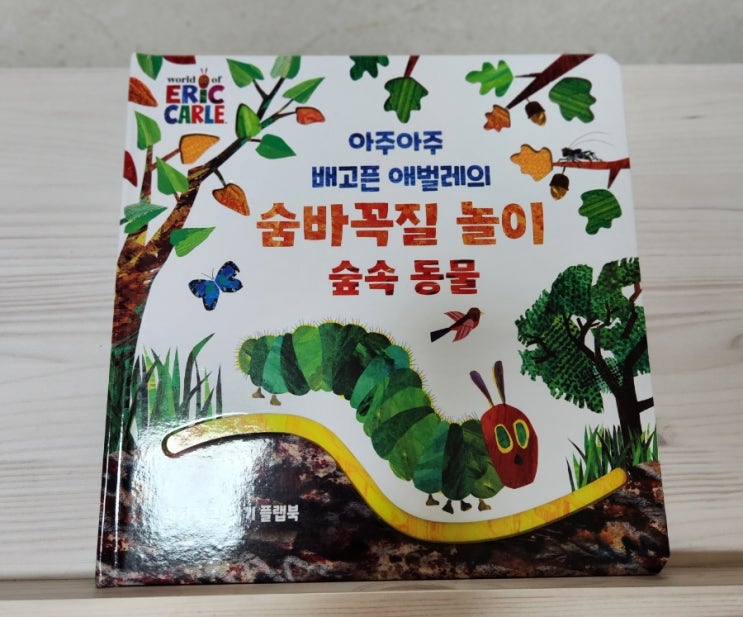 world of
ERIC
CARLE
아주아주
배고픈 애벌레의
숨바꼭질 놀이
숲속 동물
플랩북